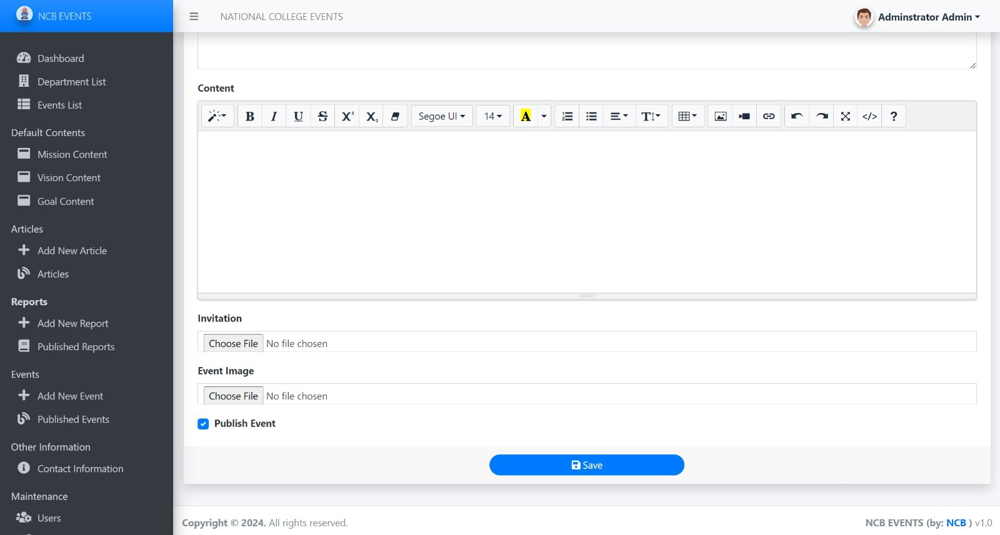 NCB EVENTS
NATIONAL COLLEGE EVENTS
Adminstrator Admin
Dashboard
Department List
Events List
Default Contents
Mission Content
Vision Content
Goal Content
Articles
Add New Article
Articles
Reports
Add New Report
Published Reports
Events
Add New Event
Published Events
Other Information
Contact Information
Maintenance
Users
Content
B I U S X² X₂ Segoe UI 14 A T </> ?
Invitation
Choose File No file chosen
Event Image
Choose File No file chosen
Publish Event
Save
Copyright © 2024. All rights reserved.
NCB EVENTS (by: NCB ) v1.0